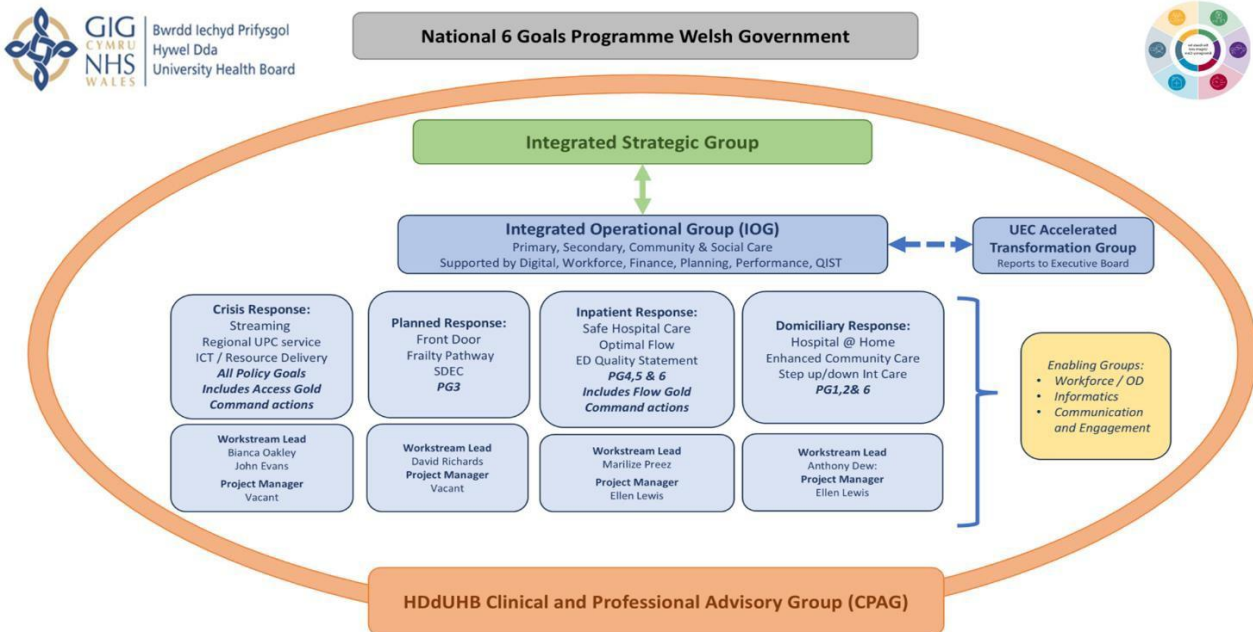 GIG
CYMRU
NHS
WALES
Bwrdd Iechyd Prifysgol
Hywel Dda
University Health Board
National 6 Goals Programme Welsh Government
Integrated Strategic Group
Integrated Operational Group (IOG)
Primary, Secondary, Community & Social Care
Supported by Digital, Workforce, Finance, Planning, Performance, QIST
UEC Accelerated
Transformation Group
Reports to Executive Board
Crisis Response:
Streaming
Regional UPC service
ICT / Resource Delivery
All Policy Goals
Includes Access Gold
Command actions
Planned Response:
Front Door
Frailty Pathway
SDEC
PG3
Inpatient Response:
Safe Hospital Care
Optimal Flow
ED Quality Statement
PG4,5 & 6
Includes Flow Gold
Command actions
Domiciliary Response:
Hospital @ Home
Enhanced Community Care
Step up/down Int Care
PG1,2& 6
Enabling Groups:
• Workforce / OD
• Informatics
• Communication
and Engagement
Workstream Lead
Bianca Oakley
John Evans
Project Manager
Vacant
Workstream Lead
David Richards
Project Manager
Vacant
Workstream Lead
Marilize Preez
Project Manager
Ellen Lewis
Workstream Lead
Anthony Dew:
Project Manager
Ellen Lewis
HDdUHB Clinical and Professional Advisory Group (CPAG)